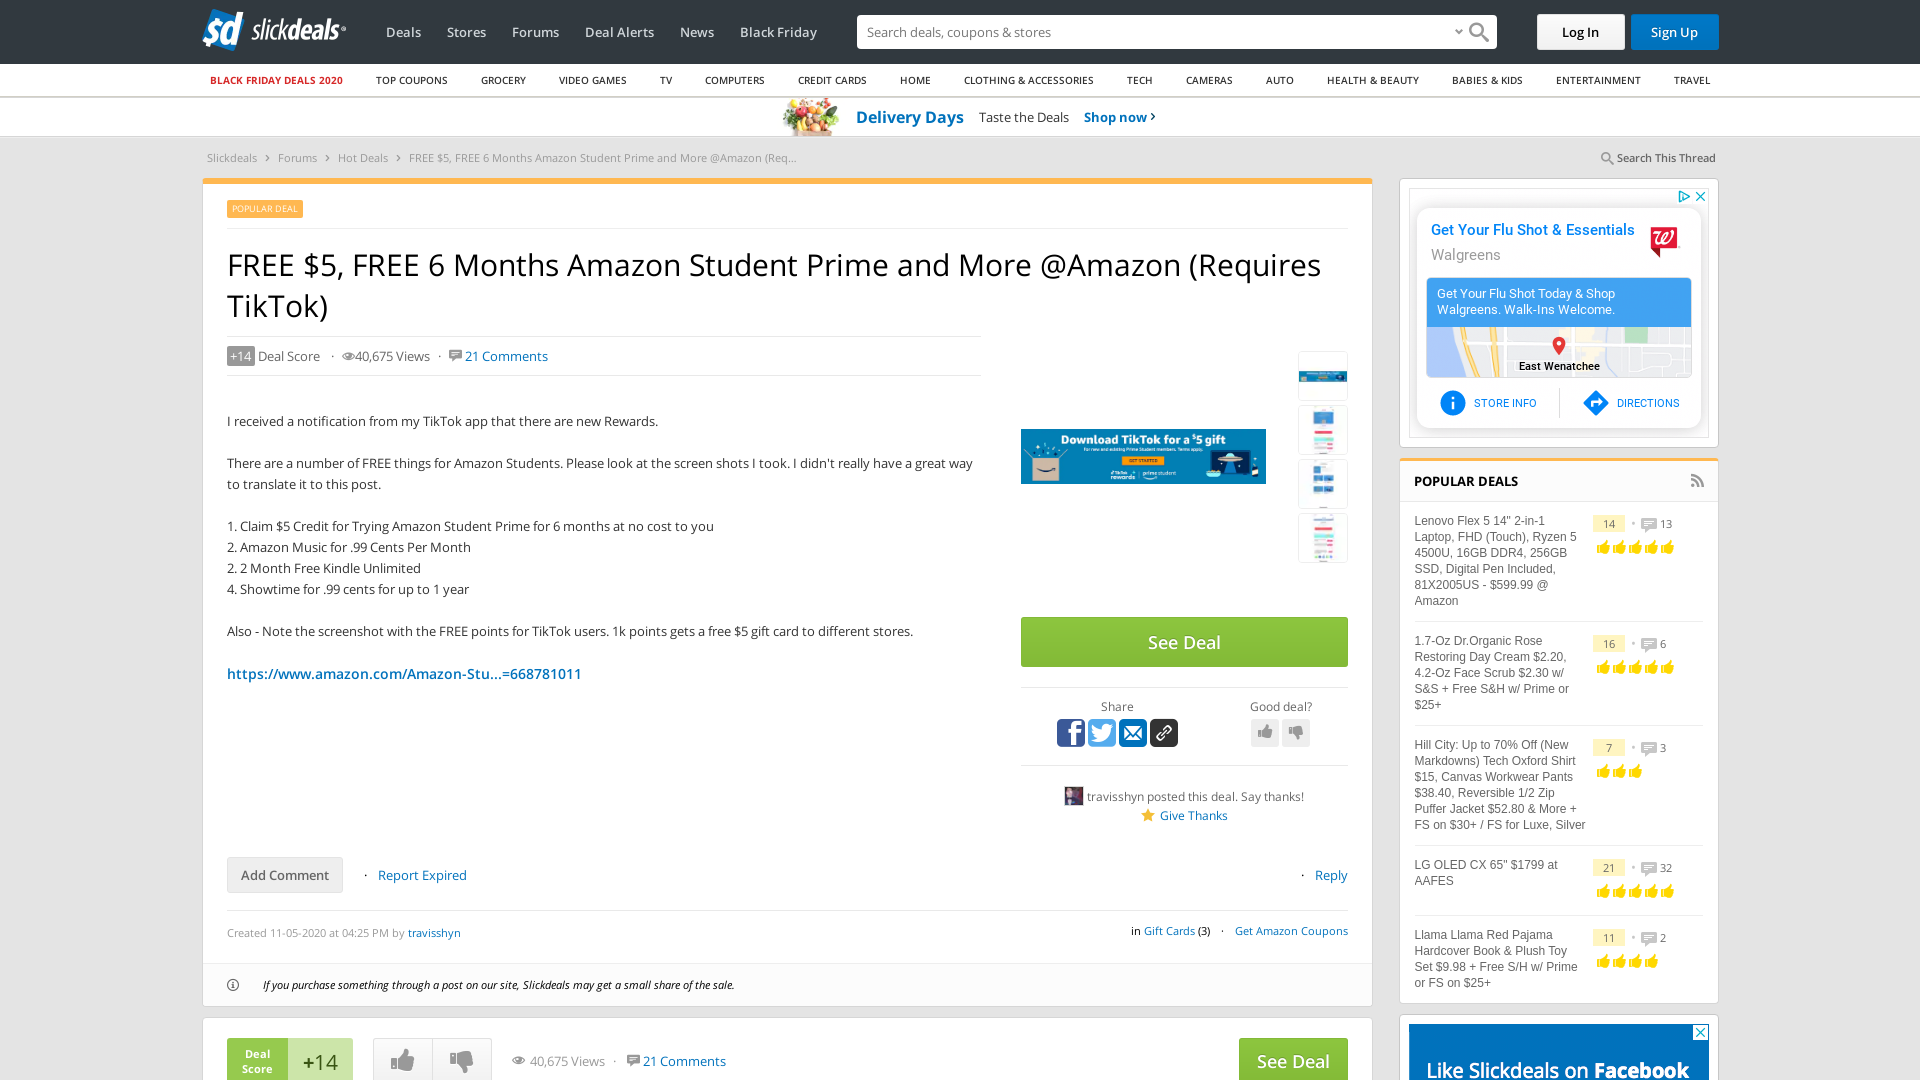 sd slickdeals
Deals
Stores
Forums
Deal Alerts
News
Black Friday
Search deals, coupons & stores
Log In
Sign Up
BLACK FRIDAY DEALS 2020
TOP COUPONS
GROCERY
VIDEO GAMES
TV
COMPUTERS
CREDIT CARDS
HOME
CLOTHING & ACCESSORIES
TECH
CAMERAS
AUTO
HEALTH & BEAUTY
BABIES & KIDS
ENTERTAINMENT
TRAVEL
Delivery Days Taste the Deals Shop now
Slickdeals > Forums > Hot Deals > FREE $5, FREE 6 Months Amazon Student Prime and More @Amazon (Req...
Search This Thread
POPULAR DEAL
FREE $5, FREE 6 Months Amazon Student Prime and More @Amazon (Requires
TikTok)
+14 Deal Score · 40,675 Views · 21 Comments
I received a notification from my TikTok app that there are new Rewards.
There are a number of FREE things for Amazon Students. Please look at the screen shots I took. I didn't really have a great way
to translate it to this post.
1. Claim $5 Credit for Trying Amazon Student Prime for 6 months at no cost to you
2. Amazon Music for .99 Cents Per Month
2. 2 Month Free Kindle Unlimited
4. Showtime for .99 cents for up to 1 year
Also - Note the screenshot with the FREE points for TikTok users. 1k points gets a free $5 gift card to different stores.
https://www.amazon.com/Amazon-Stu...=668781011
Download TikTok for a $5 gift
for new and existing Prime Student members. Terms apply.
GET STARTED
rewards
prime student
See Deal
Share
Good deal?
travisshyn posted this deal. Say thanks!
Give Thanks
Add Comment · Report Expired
· Reply
Created 11-05-2020 at 04:25 PM by travisshyn
in Gift Cards (3) · Get Amazon Coupons
If you purchase something through a post on our site, Slickdeals may get a small share of the sale.
Deal
Score
+14
40,675 Views · 21 Comments
See Deal
Get Your Flu Shot & Essentials
Walgreens
Get Your Flu Shot Today & Shop
Walgreens. Walk-Ins Welcome.
East Wenatchee
STORE INFO
DIRECTIONS
POPULAR DEALS
Lenovo Flex 5 14" 2-in-1
Laptop, FHD (Touch), Ryzen 5
4500U, 16GB DDR4, 256GB
SSD, Digital Pen Included,
81X2005US - $599.99 @
Amazon
14 • 13
1.7-Oz Dr.Organic Rose
Restoring Day Cream $2.20,
4.2-Oz Face Scrub $2.30 w/
S&S + Free S&H w/ Prime or
$25+
16 • 6
Hill City: Up to 70% Off (New
Markdowns) Tech Oxford Shirt
$15, Canvas Workwear Pants
$38.40, Reversible 1/2 Zip
Puffer Jacket $52.80 & More +
FS on $30+ / FS for Luxe, Silver
7 • 3
LG OLED CX 65" $1799 at
AAFES
21 • 32
Llama Llama Red Pajama
Hardcover Book & Plush Toy
Set $9.98 + Free S/H w/ Prime
or FS on $25+
11 • 2
Like Slickdeals on Facebook